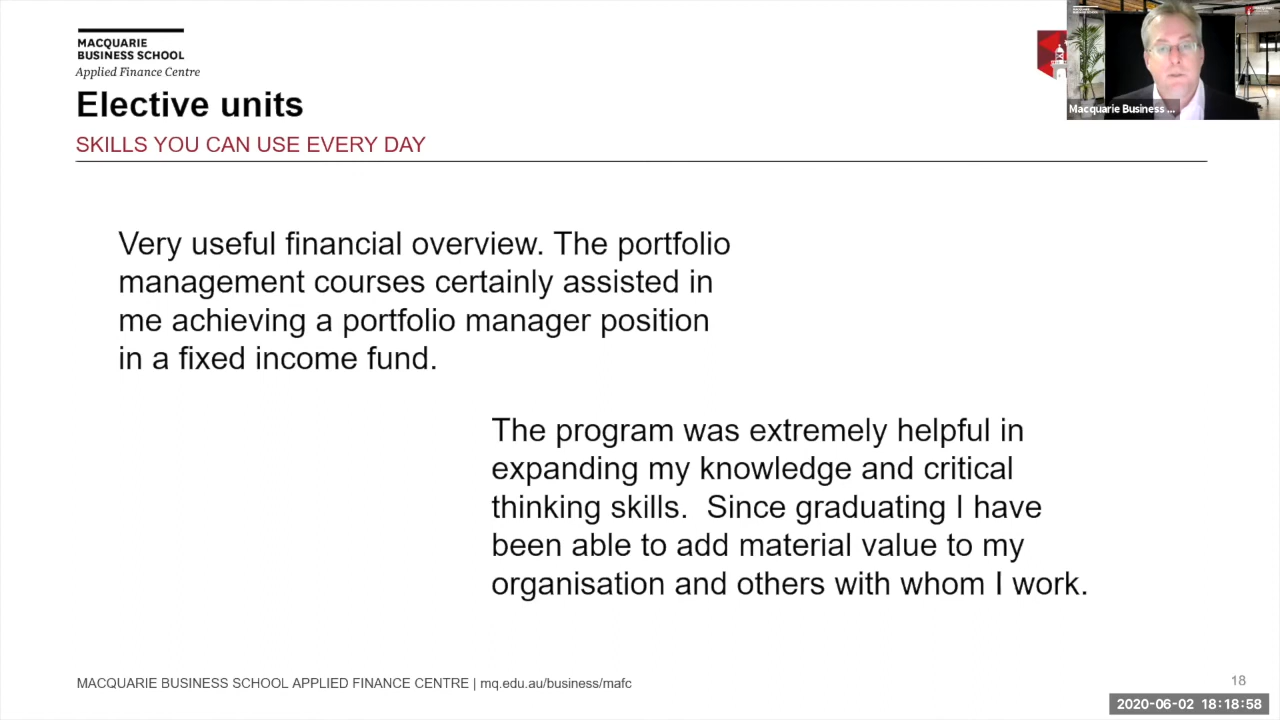 MACQUARIE
BUSINESS SCHOOL
Applied Finance Centre
Elective units
SKILLS YOU CAN USE EVERY DAY
Macquarie Business ...
Very useful financial overview. The portfolio
management courses certainly assisted in
me achieving a portfolio manager position
in a fixed income fund.
The program was extremely helpful in
expanding my knowledge and critical
thinking skills.  Since graduating I have
been able to add material value to my
organisation and others with whom I work.
MACQUARIE BUSINESS SCHOOL APPLIED FINANCE CENTRE | mq.edu.au/business/mafc
18
2020-06-02 18:18:58